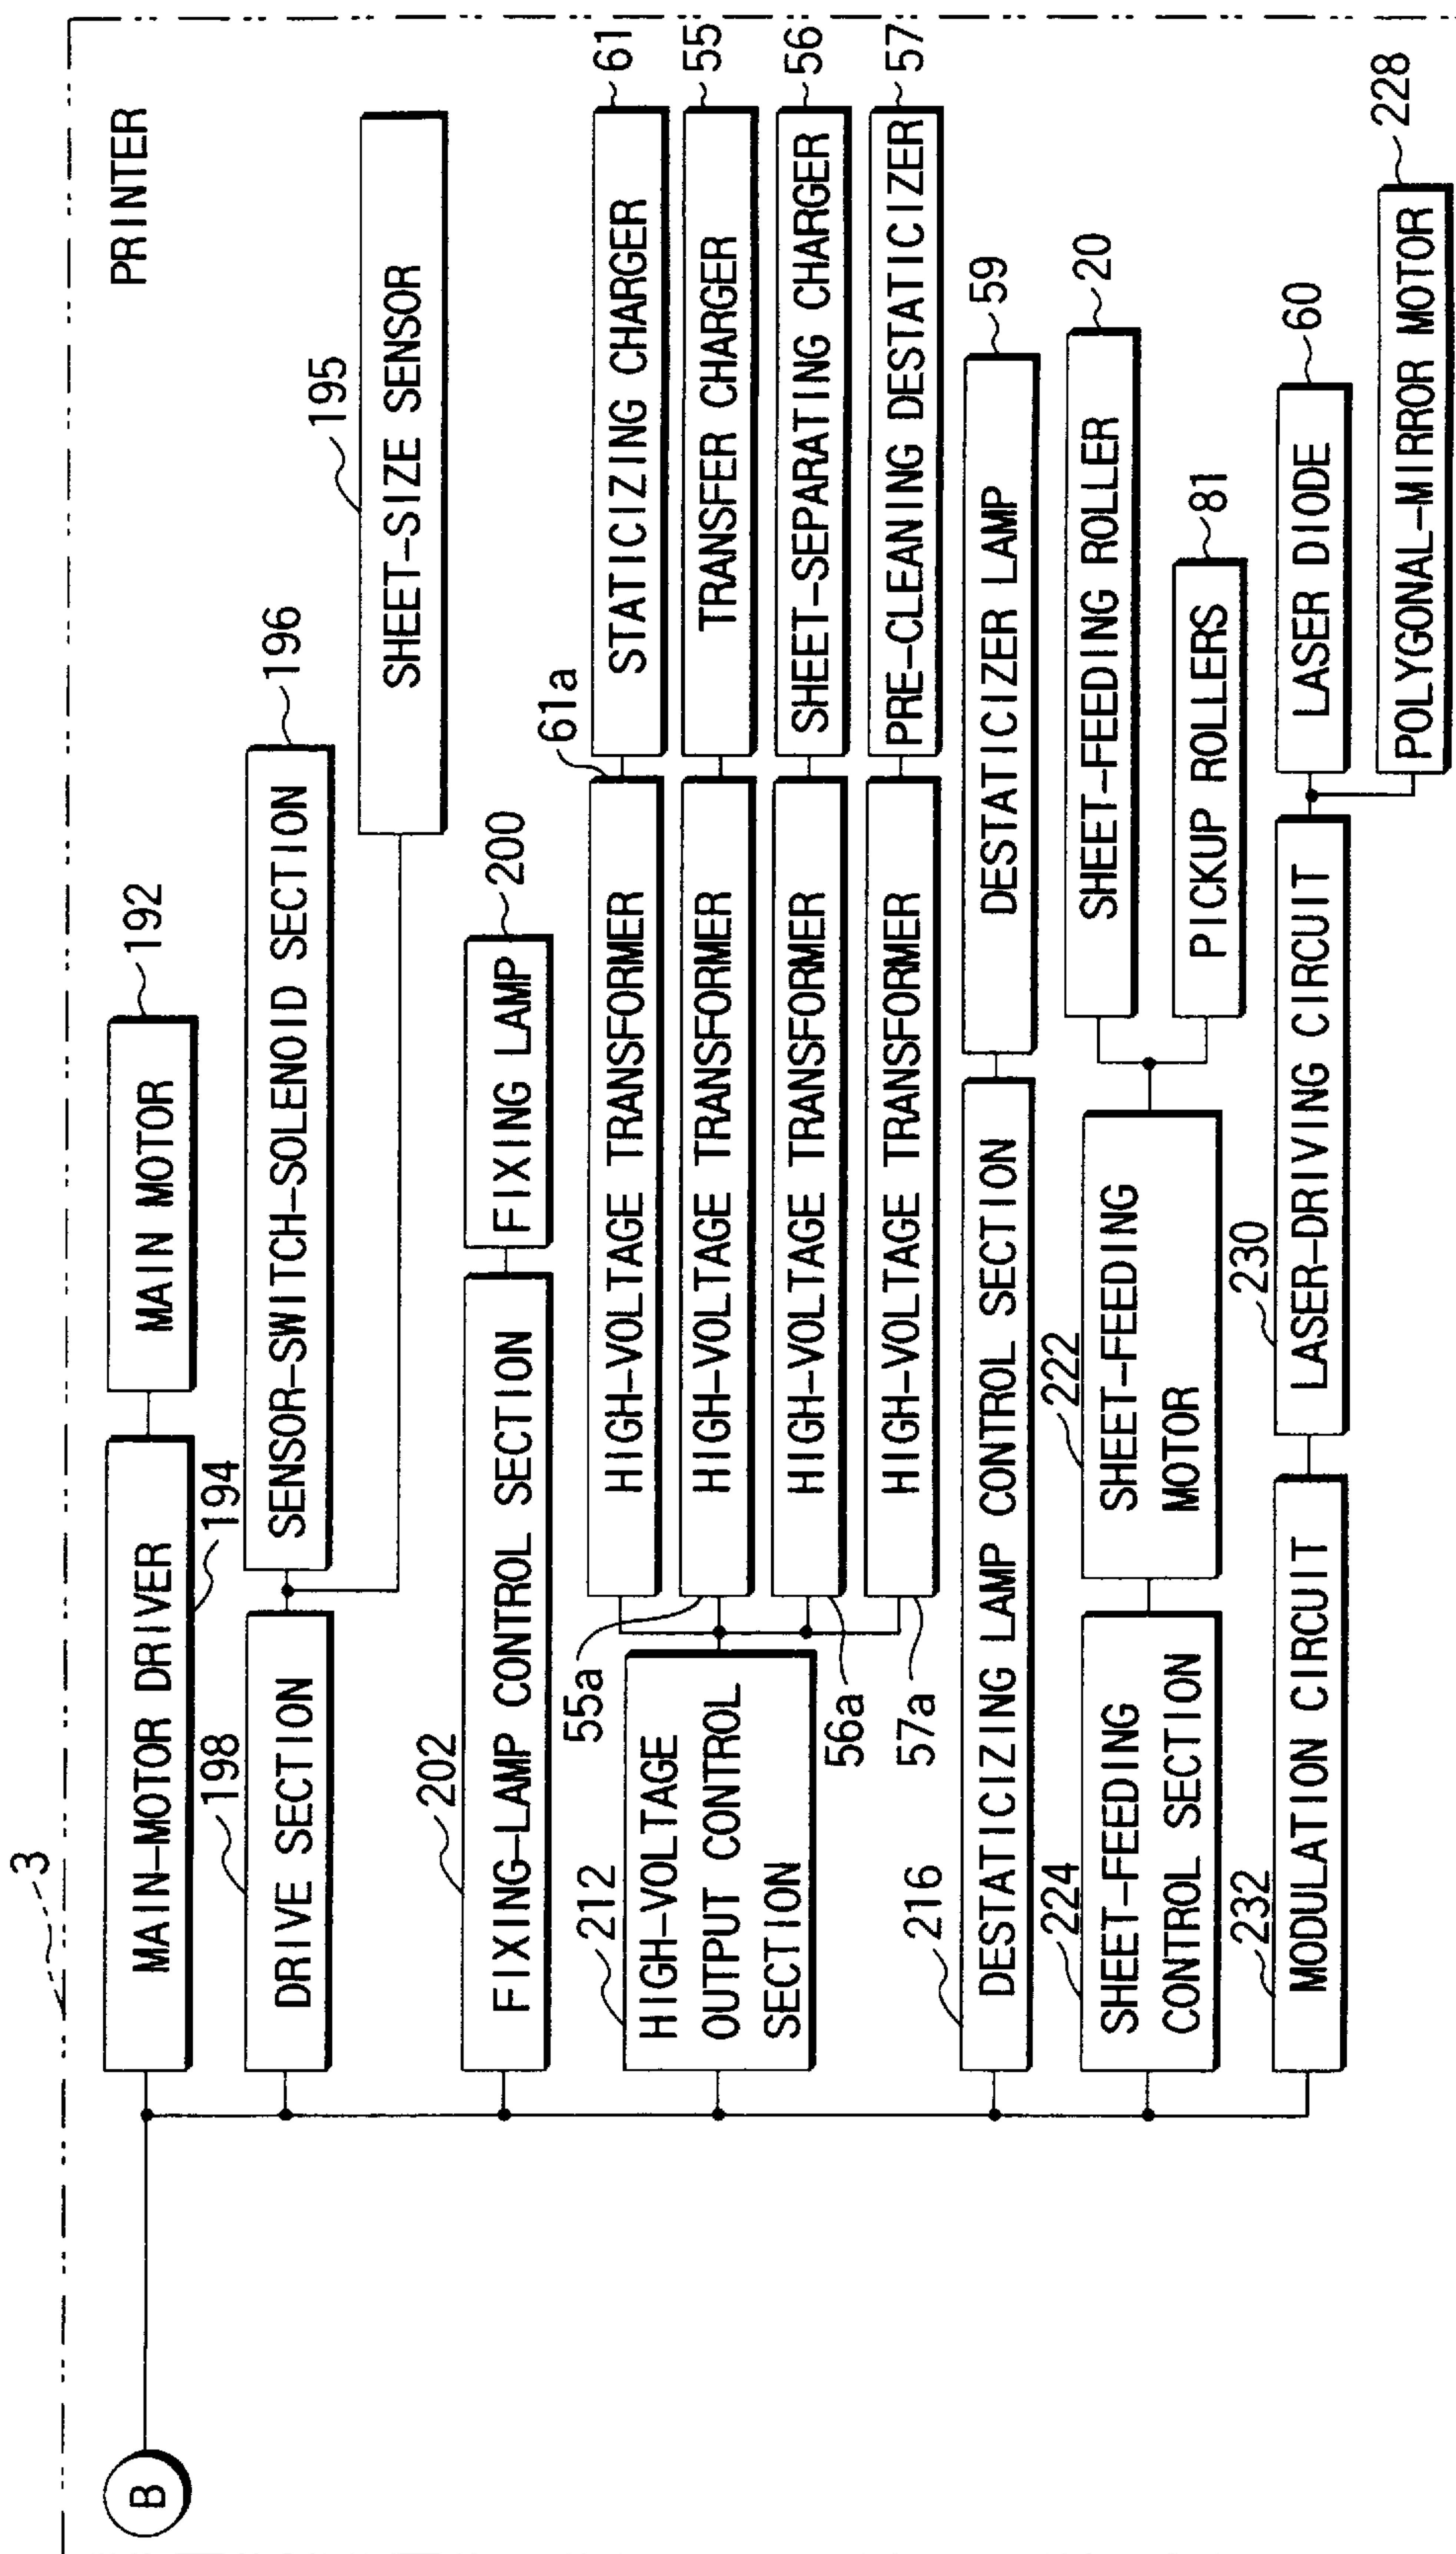 3
PRINTER
B
MAIN-MOTOR DRIVER
194
MAIN MOTOR
192
198
DRIVE SECTION
SENSOR-SWITCH-SOLENOID SECTION
196
195
SHEET-SIZE SENSOR
202
FIXING-LAMP CONTROL SECTION
FIXING LAMP
200
212
HIGH-VOLTAGE
OUTPUT CONTROL
SECTION
HIGH-VOLTAGE TRANSFORMER
61a
STATICIZING CHARGER
61
55a
HIGH-VOLTAGE TRANSFORMER
TRANSFER CHARGER
55
56a
HIGH-VOLTAGE TRANSFORMER
SHEET-SEPARATING CHARGER
56
57a
HIGH-VOLTAGE TRANSFORMER
PRE-CLEANING DESTATICIZER
57
216
DESTATICIZING LAMP CONTROL SECTION
DESTATICIZER LAMP
59
224
SHEET-FEEDING
CONTROL SECTION
222
SHEET-FEEDING
MOTOR
SHEET-FEEDING ROLLER
20
PICKUP ROLLERS
81
232
MODULATION CIRCUIT
230
LASER-DRIVING CIRCUIT
LASER DIODE
60
POLYGONAL-MIRROR MOTOR
228